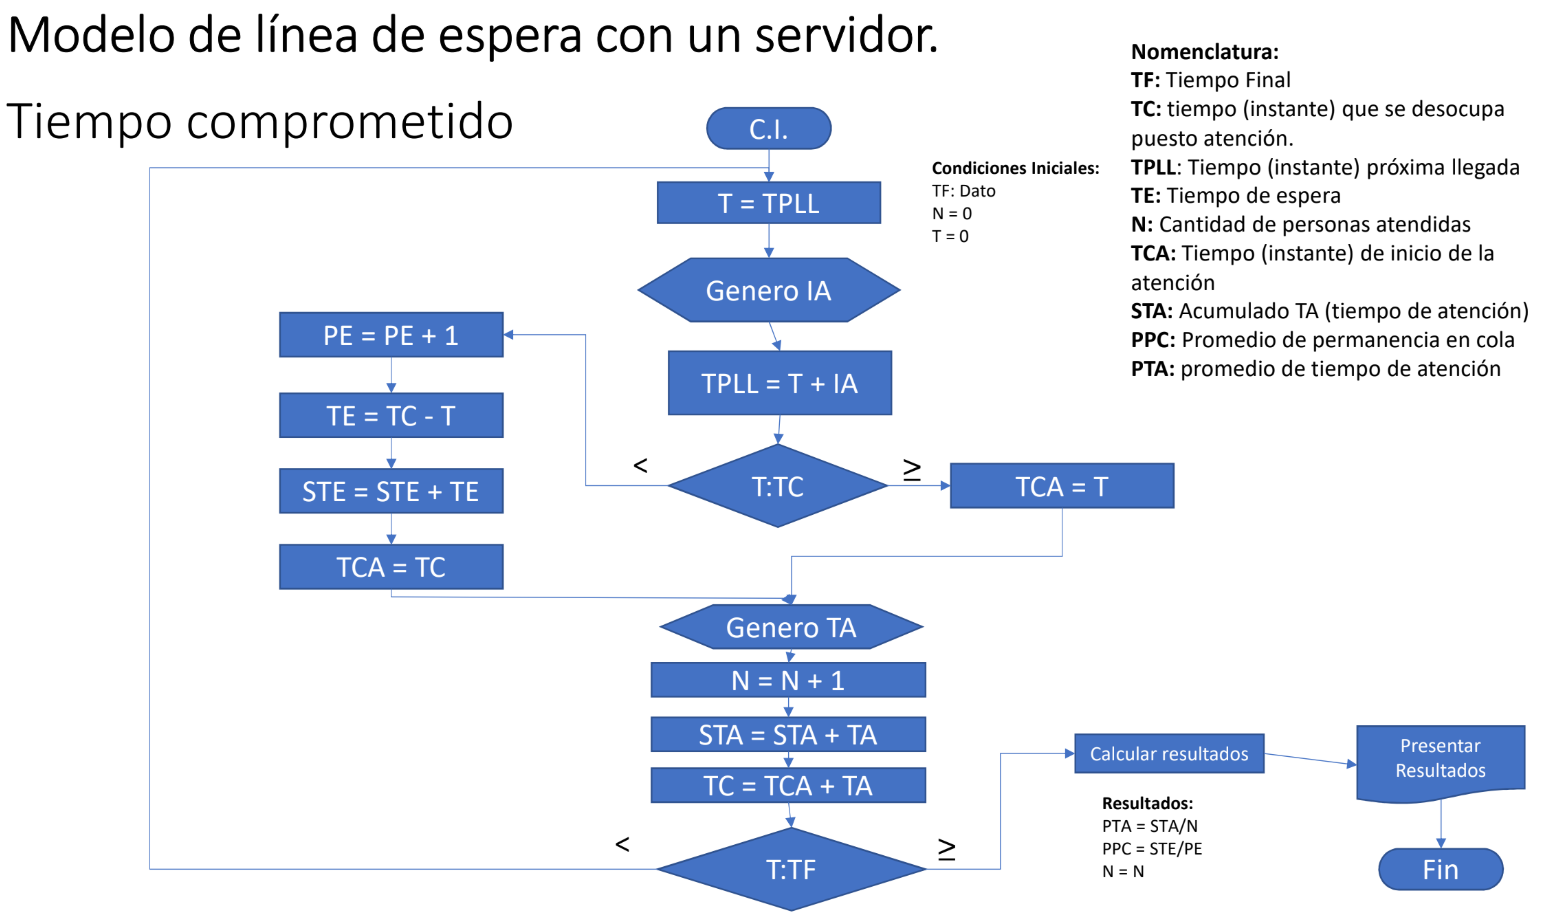 Modelo de línea de espera con un servidor.
Tiempo comprometido
Nomenclatura:
TF: Tiempo Final
TC: tiempo (instante) que se desocupa
puesto atención.
TPLL: Tiempo (instante) próxima llegada
TE: Tiempo de espera
N: Cantidad de personas atendidas
TCA: Tiempo (instante) de inicio de la
atención
STA: Acumulado TA (tiempo de atención)
PPC: Promedio de permanencia en cola
PTA: promedio de tiempo de atención
Condiciones Iniciales:
TF: Dato
N = 0
T = 0
C.I.
T = TPLL
Genero IA
TPLL = T + IA
T:TC
<
≥
PE = PE + 1
TE = TC - T
STE = STE + TE
TCA = TC
TCA = T
Genero TA
N = N + 1
STA = STA + TA
TC = TCA + TA
T:TF
<
≥
Calcular resultados
Resultados:
PTA = STA/N
PPC = STE/PE
N = N
Presentar
Resultados
Fin